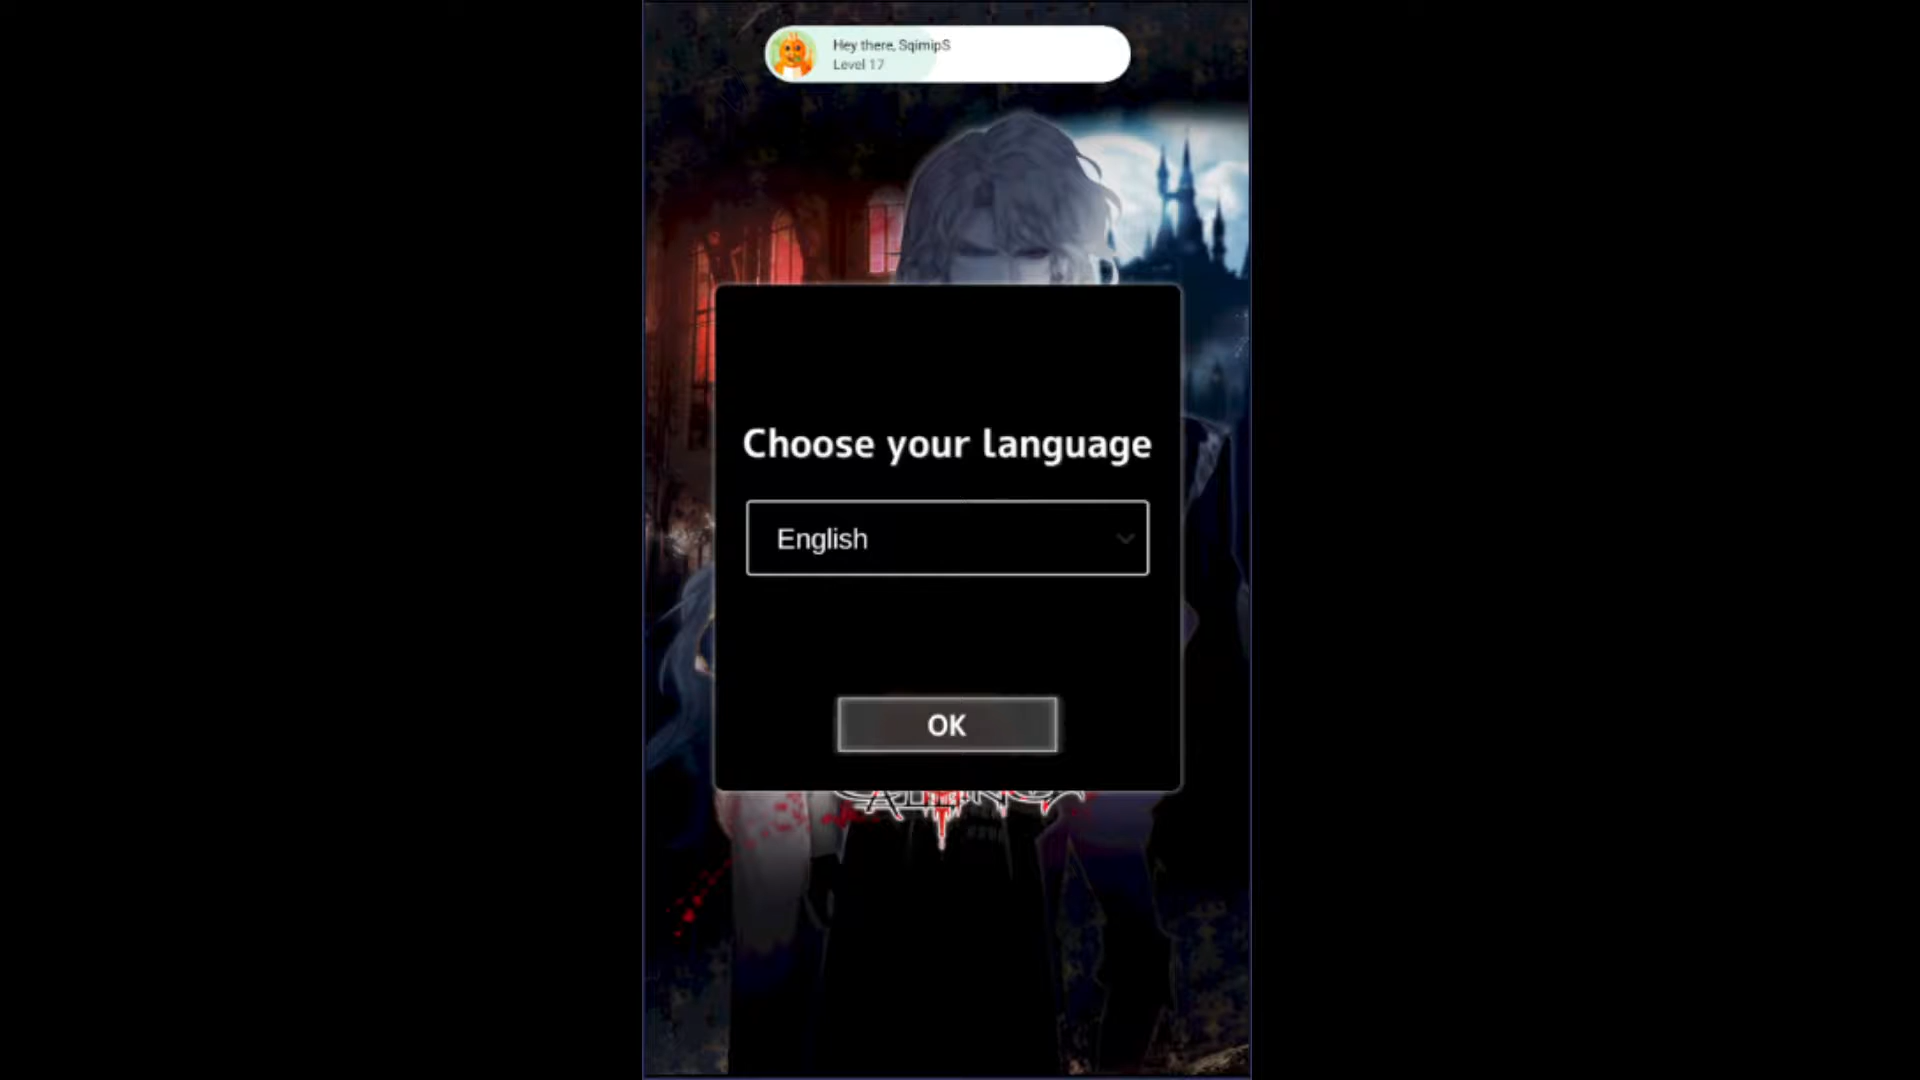 Hey there, SqimipS
Level 17
Choose your language
English
OK